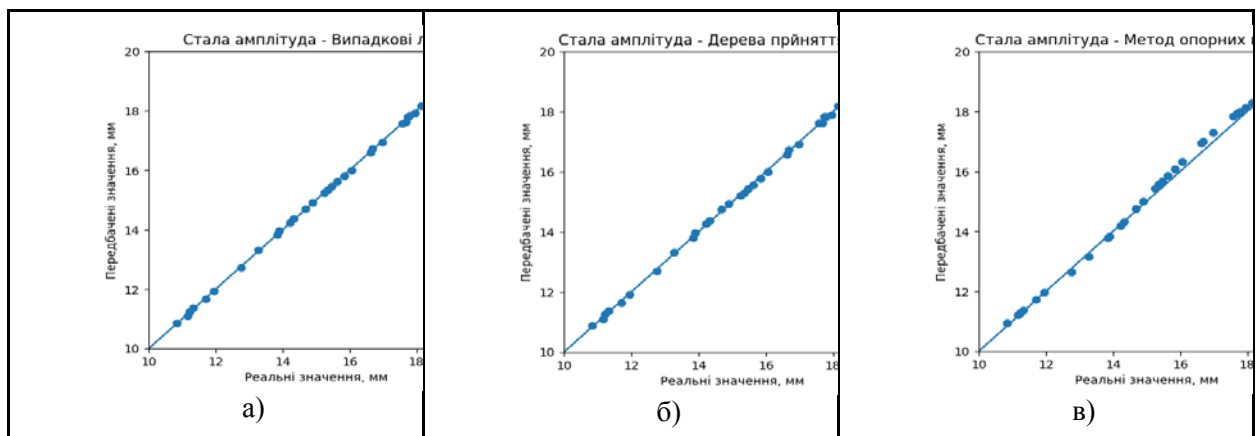 Стала амплітуда - Випадкові
20
18
16
14
12
10
Передбачені значення, мм
10 12 14 16 18
Реальні значення, мм
а)
Стала амплітуда - Дерева прйняття
20
18
16
14
12
10
Передбачені значення, мм
10 12 14 16 18
Реальні значення, мм
б)
Стала амплітуда - Метод опорних
20
18
16
14
12
10
Передбачені значення, мм
10 12 14 16 18
Реальні значення, мм
в)